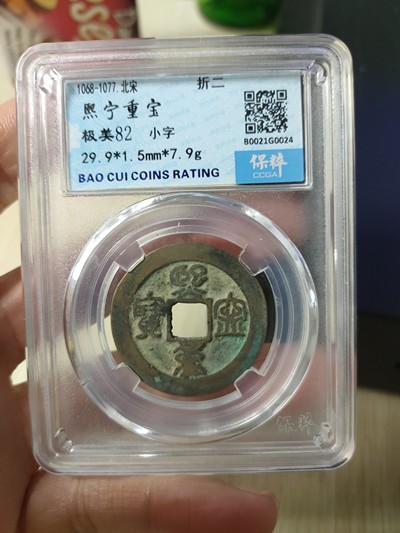 1068-1077.北宋 折二
熙宁重宝
极美82 小字
29.9*1.5mm*7.9g
BAO CUI COINS RATING
B0021G0024
保粹
CCGA
熙
寳 寧
重
保粹